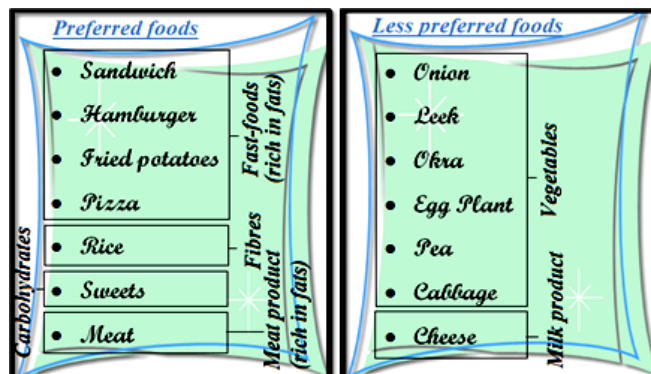 Preferred foods
Sandwich
Hamburger
Fried potatoes
Pizza
Rice
Sweets
Meat
Fast-foods
(rich in fats)
Fibres
Carbohydrates
Meat product
(rich in fats)
Less preferred foods
Onion
Leek
Okra
Egg Plant
Pea
Cabbage
Cheese
Vegetables
Milk product